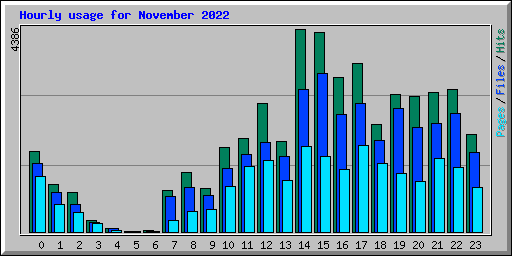 Hourly usage for November 2022
4386
Pages / Files / Hits
0 1 2 3 4 5 6 7 8 9 10 11 12 13 14 15 16 17 18 19 20 21 22 23